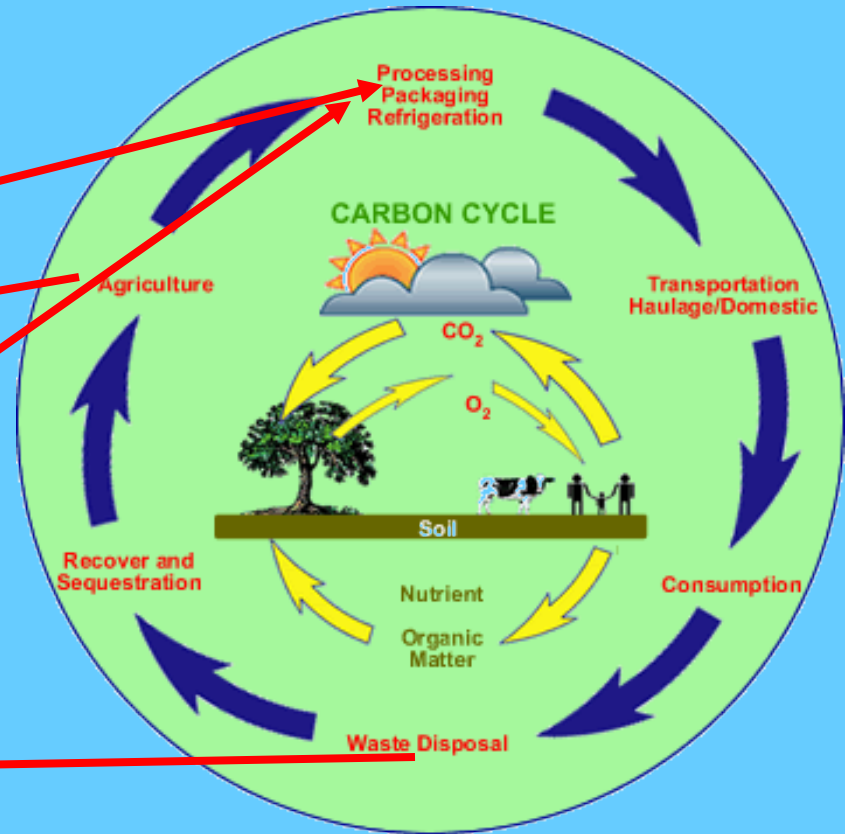 Processing
Packaging
Refrigeration
CARBON CYCLE
Agriculture
Transportation
Haulage/Domestic
CO₂
O₂
Soil
Recover and
Sequestration
Consumption
Nutrient
Organic
Matter
Waste Disposal